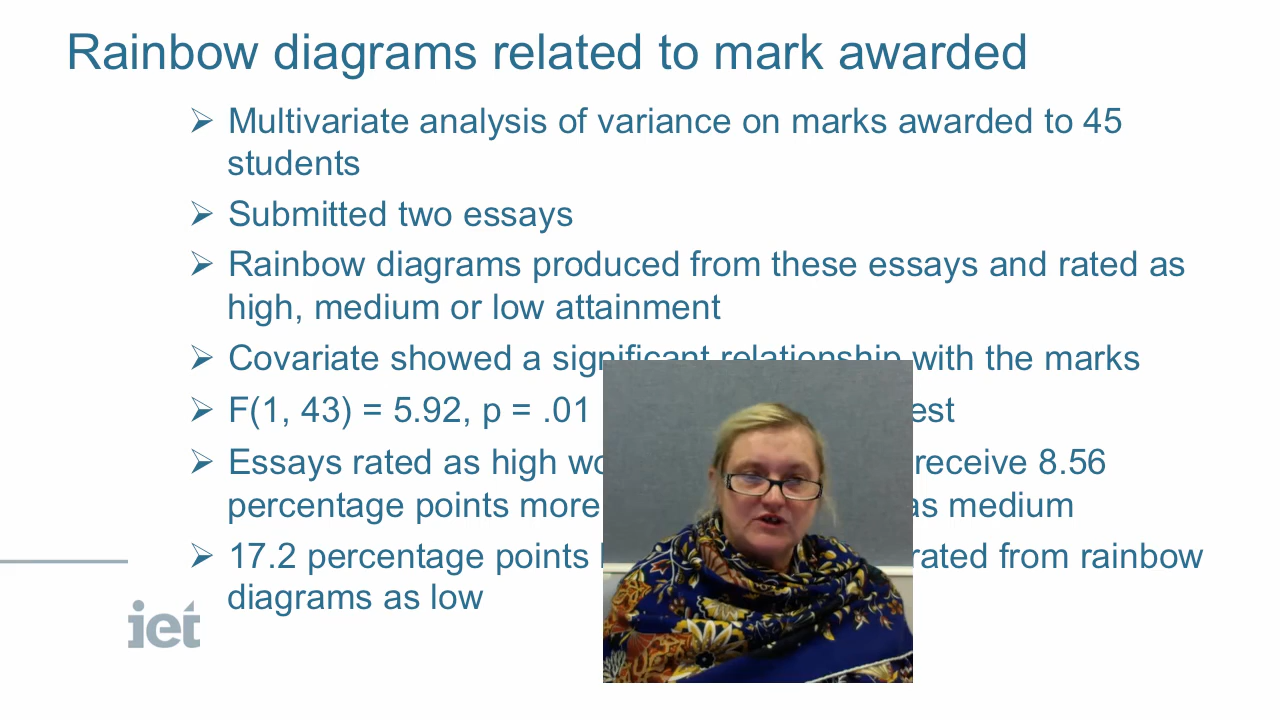 Rainbow diagrams related to mark awarded
➢ Multivariate analysis of variance on marks awarded to 45
students
➢ Submitted two essays
➢ Rainbow diagrams produced from these essays and rated as
high, medium or low attainment
➢ Covariate showed a significant relationship with the marks
➢ F(1, 43) = 5.92, p = .01 est
➢ Essays rated as high receive 8.56
percentage points more as medium
➢ 17.2 percentage points rated from rainbow
diagrams as low
iet